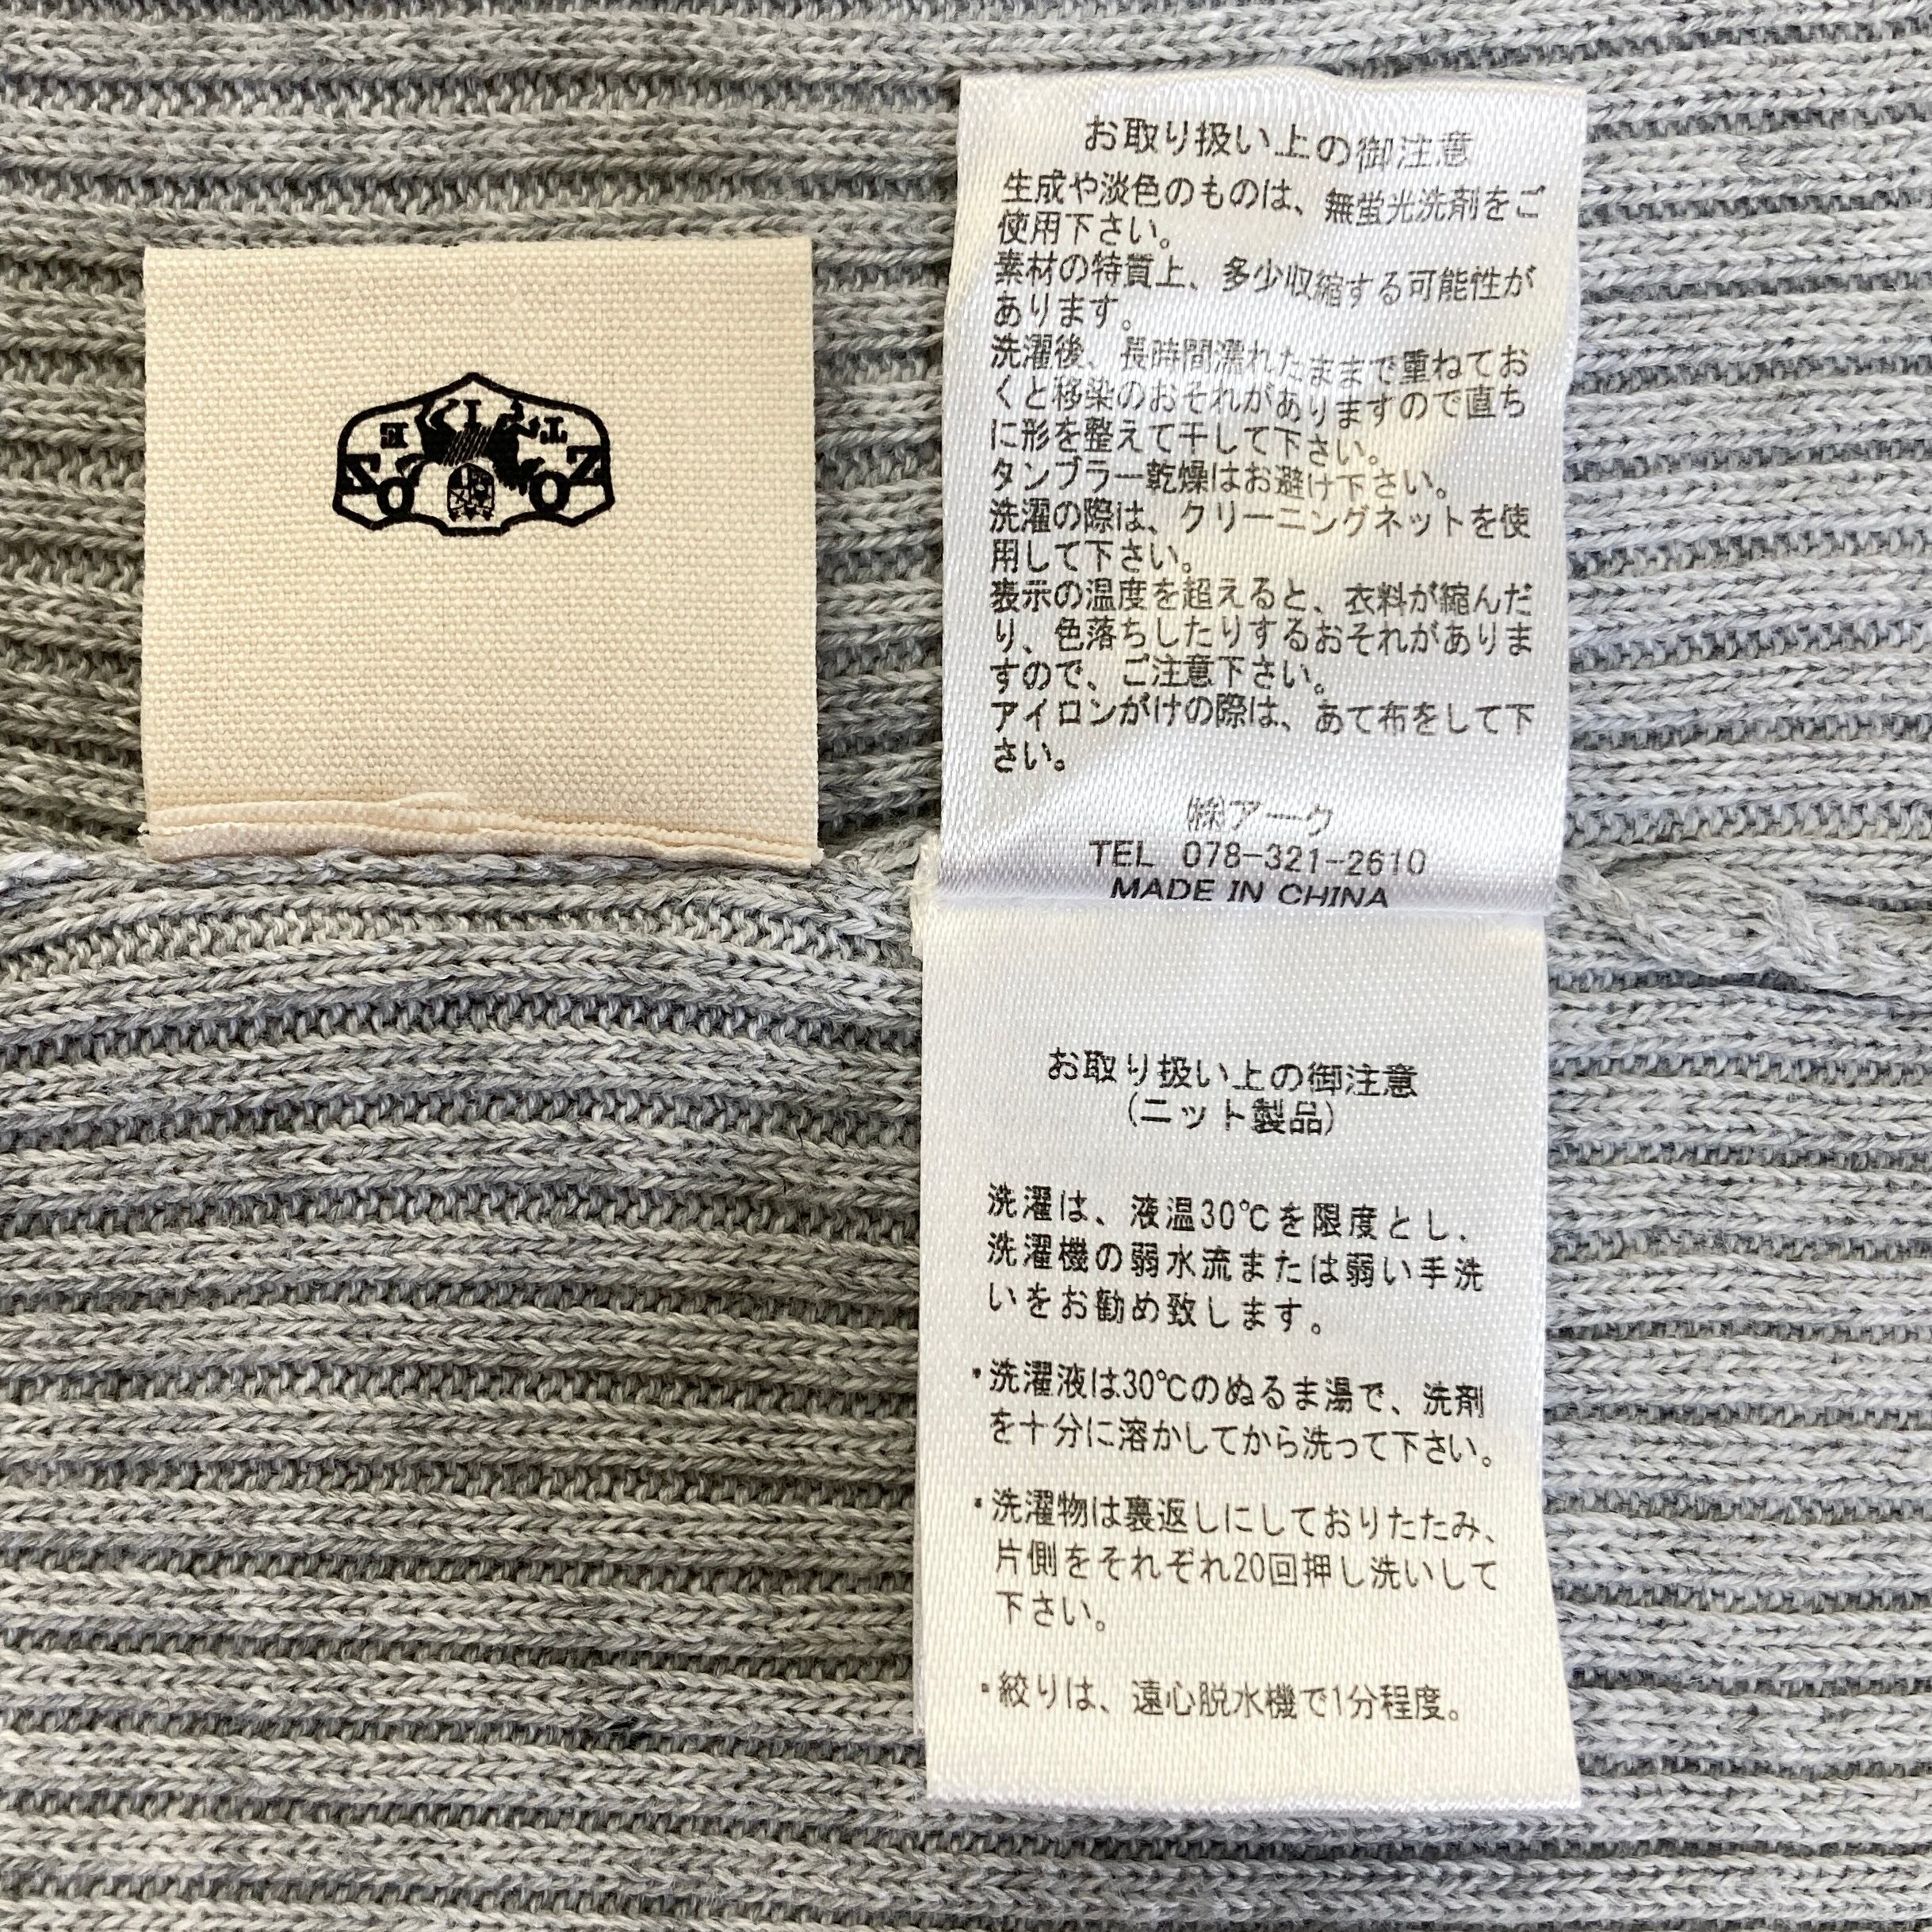 お取り扱い上の御注意
生成や淡色のものは、無蛍光洗剤をご
使用下さい。
素材の特質上、多少収縮する可能性が
あります。
洗濯後、長時間濡れたままで重ねてお
くと移染のおそれがありますので直ち
に形を整えて干して下さい。
タンブラー乾燥はお避け下さい。
洗濯の際は、クリーニングネットを使
用して下さい。
表示の温度を超えると、衣料が縮んだ
り、色落ちしたりするおそれがありま
すので、ご注意下さい。
アイロンがけの際は、あて布をして下
さい。
㈱アーク
TEL 078-321-2610
MADE IN CHINA
お取り扱い上の御注意
(ニット製品)
洗濯は、液温30℃を限度とし、
洗濯機の弱水流または弱い手洗
いをお勧め致します。
・洗濯液は30℃のぬるま湯で、洗剤
を十分に溶かしてから洗って下さい。
・洗濯物は裏返しにしておりたたみ、
片側をそれぞれ20回押し洗いして
下さい。
・絞りは、遠心脱水機で1分程度。